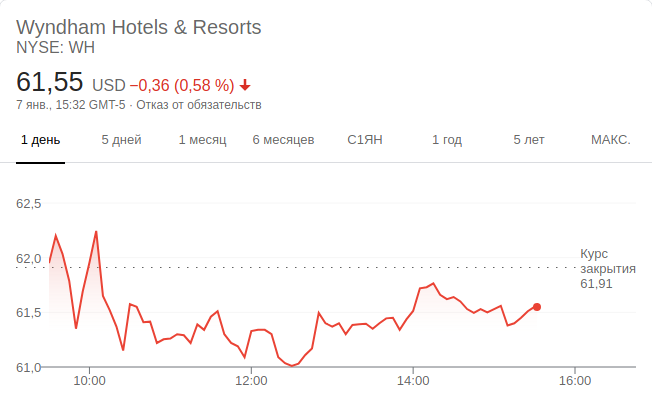 Wyndham Hotels & Resorts
NYSE: WH
61,55 USD −0,36 (0,58 %)
7 янв., 15:32 GMT-5 · Отказ от обязательств
1 день 5 дней 1 месяц 6 месяцев С1ЯН 1 год 5 лет МАКС.
62,5
62,0
61,5
61,0
Курс
закрытия
61,91
10:00 12:00 14:00 16:00